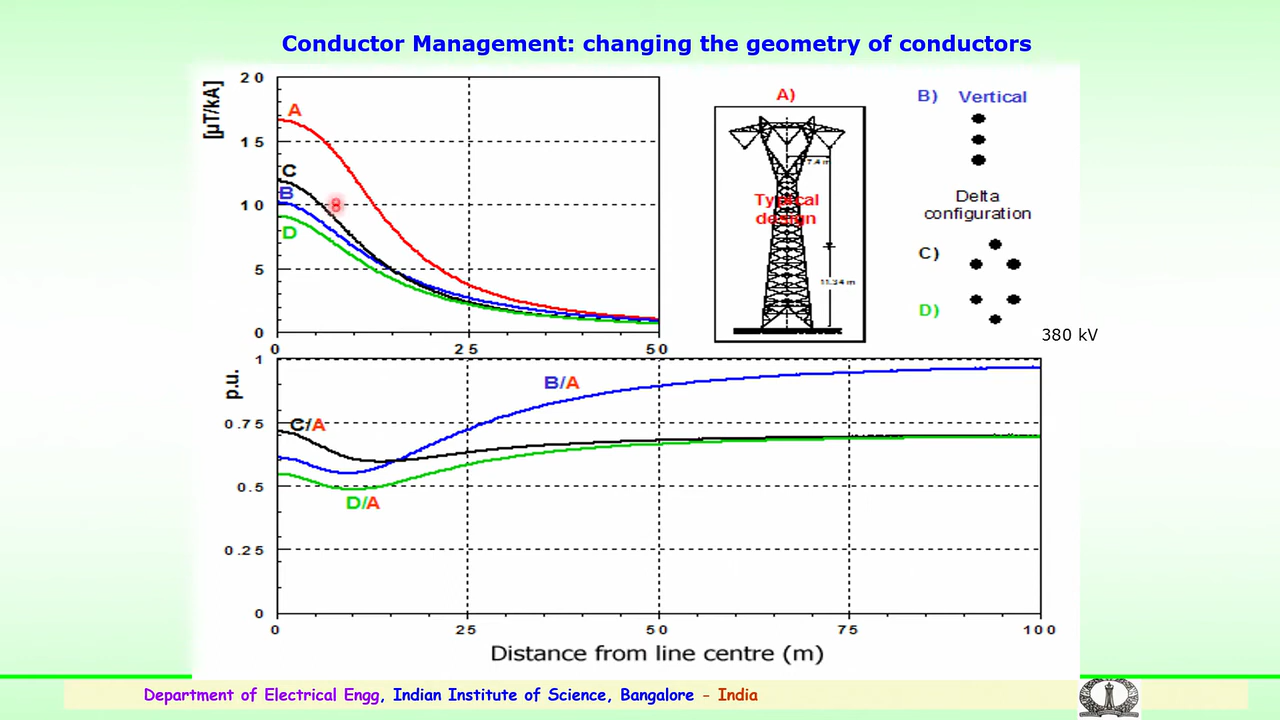 Conductor Management: changing the geometry of conductors
[µT/kA]
20
15
10
5
0
0 25 50
A
C
B
D
A)
7.4 m
Typical
design
11.34 m
B) Vertical
Delta
configuration
C)
D)
380 kV
p.u.
1
0.75
0.5
0.25
0
B/A
C/A
D/A
0 25 50 75 100
Distance from line centre (m)
Department of Electrical Engg, Indian Institute of Science, Bangalore - India